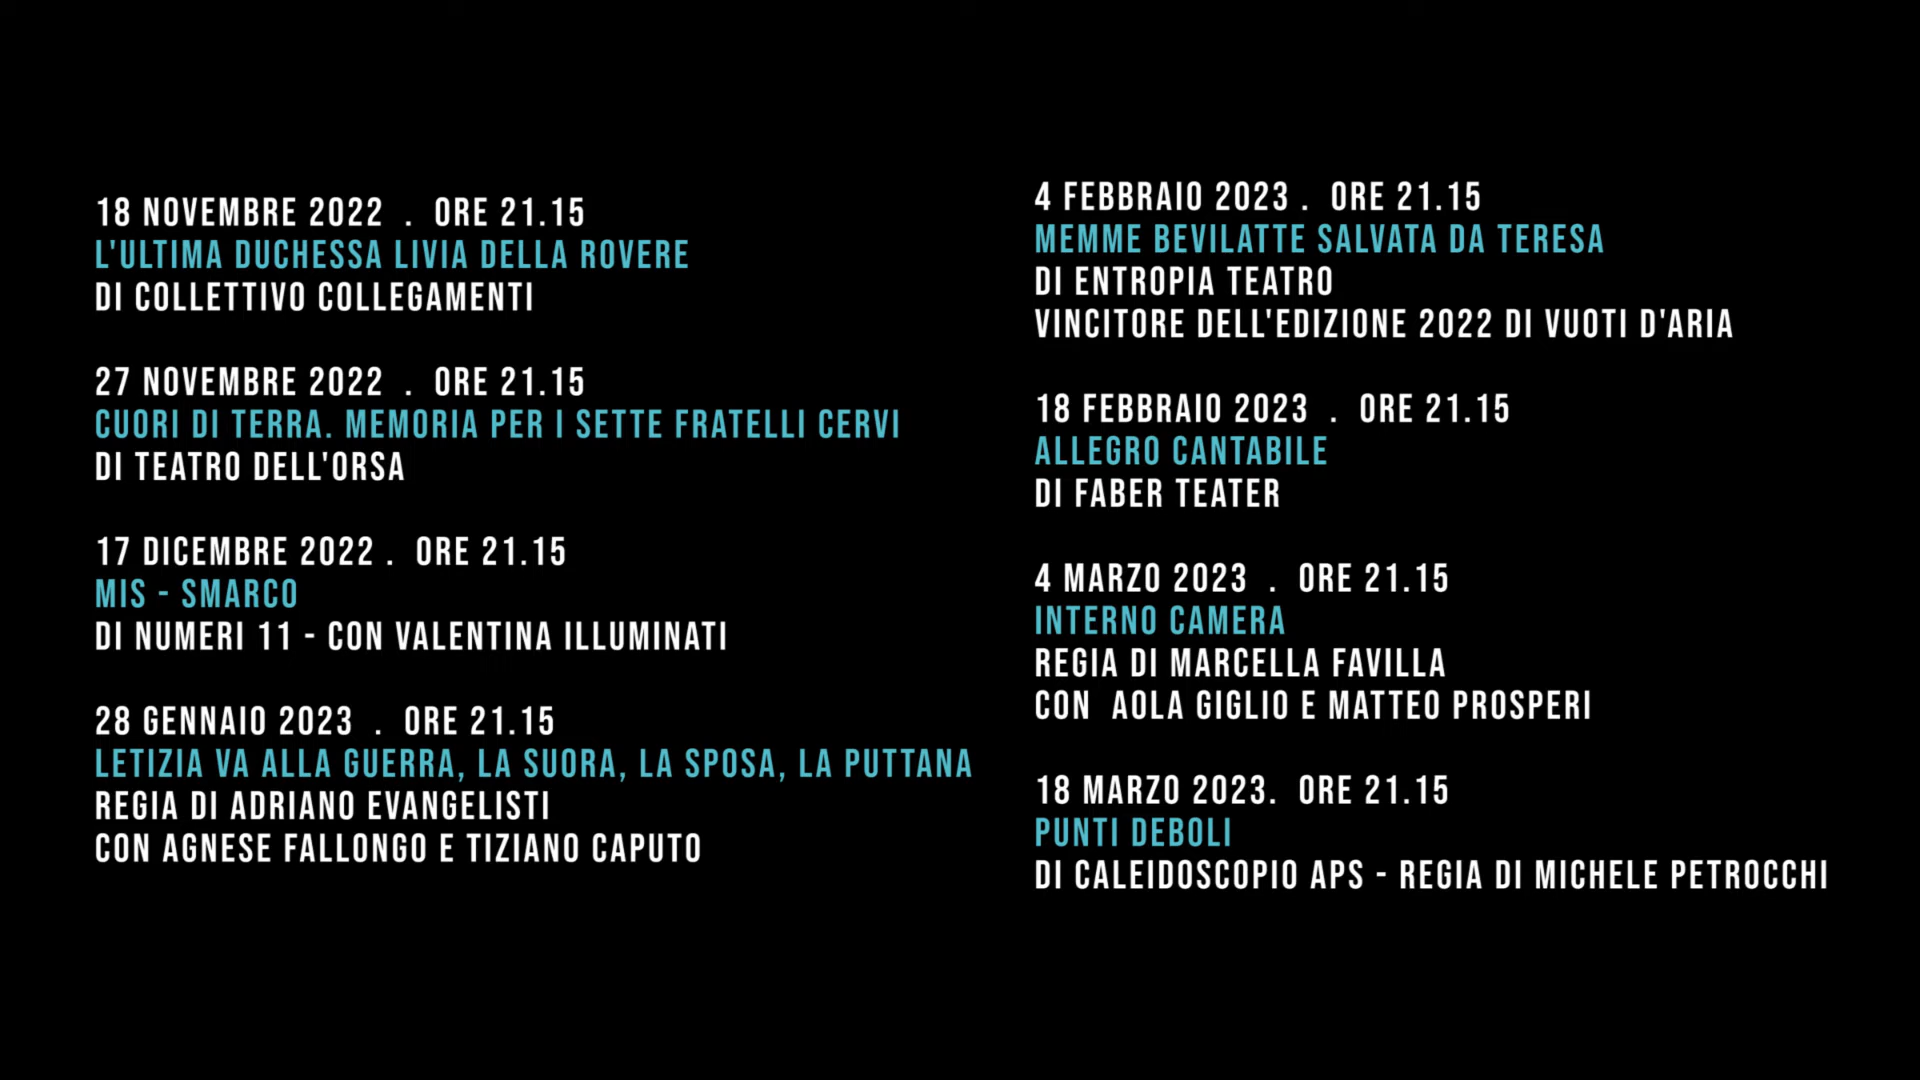 18 NOVEMBRE 2022 . ORE 21.15
L'ULTIMA DUCHESSA LIVIA DELLA ROVERE
DI COLLETTIVO COLLEGAMENTI
27 NOVEMBRE 2022 . ORE 21.15
CUORI DI TERRA. MEMORIA PER I SETTE FRATELLI CERVI
DI TEATRO DELL'ORSA
17 DICEMBRE 2022 . ORE 21.15
MIS - SMARCO
DI NUMERI 11 - CON VALENTINA ILLUMINATI
28 GENNAIO 2023 . ORE 21.15
LETIZIA VA ALLA GUERRA, LA SUORA, LA SPOSA, LA PUTTANA
REGIA DI ADRIANO EVANGELISTI
CON AGNESE FALLONGO E TIZIANO CAPUTO
4 FEBBRAIO 2023 . ORE 21.15
MEMME BEVILATTE SALVATA DA TERESA
DI ENTROPIA TEATRO
VINCITORE DELL'EDIZIONE 2022 DI VUOTI D'ARIA
18 FEBBRAIO 2023 . ORE 21.15
ALLEGRO CANTABILE
DI FABER TEATER
4 MARZO 2023 . ORE 21.15
INTERNO CAMERA
REGIA DI MARCELLA FAVILLA
CON AOLA GIGLIO E MATTEO PROSPERI
18 MARZO 2023. ORE 21.15
PUNTI DEBOLI
DI CALEIDOSCOPIO APS - REGIA DI MICHELE PETROCCHI